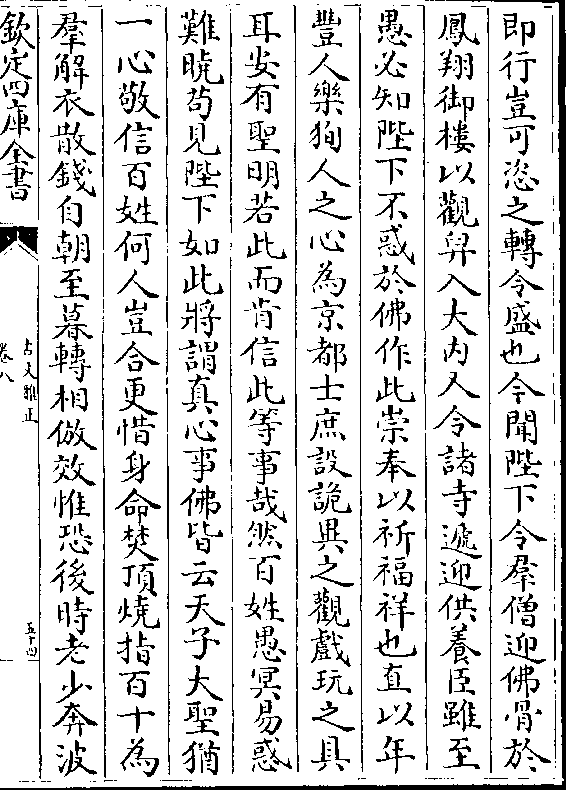 即行豈可恣之轉令盛也今聞陛下令羣僧迎佛骨於
鳳翔御樓以觀舁入大内又令諸寺遞迎供養臣雖至
愚必知陛下不惑於佛作此崇奉以祈福祥也直以年
豐人樂狥人之心為京都士庶設詭異之觀戲玩之具
耳安有聖明若此而肯信此等事哉然百姓愚冥易惑
難曉茍見陛下如此將謂真心事佛皆云天子大聖猶
一心敬信百姓何人豈合更惜身命焚頂燒指百十為
羣解衣散錢自朝至暮轉相倣效惟恐後時老少奔波
欽定四庫全書
古文雅正
卷八
五十四